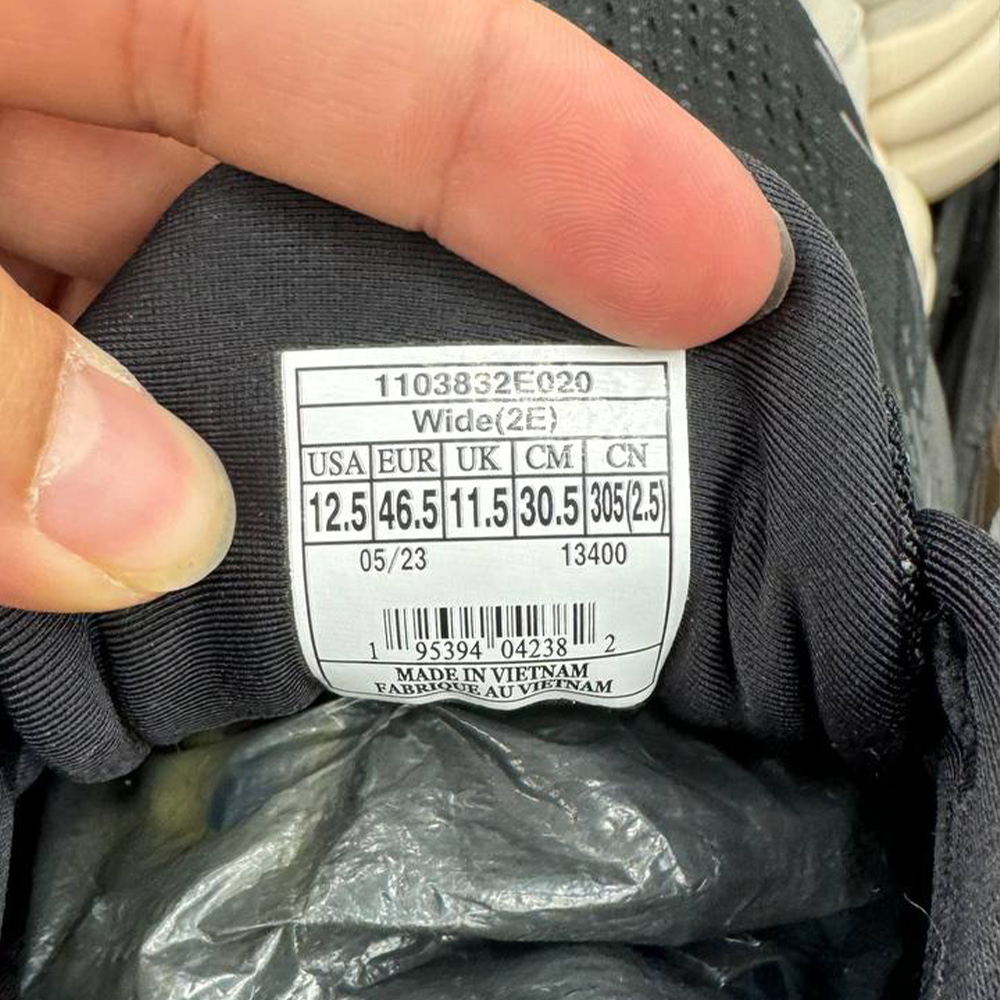 1103832E020
Wide(2E)
USA EUR UK CM CN
12.5 46.5 11.5 30.5 305(2.5)
05/23 13400
1 95394 04238 2
MADE IN VIETNAM
FABRIQUE AU VIETNAM